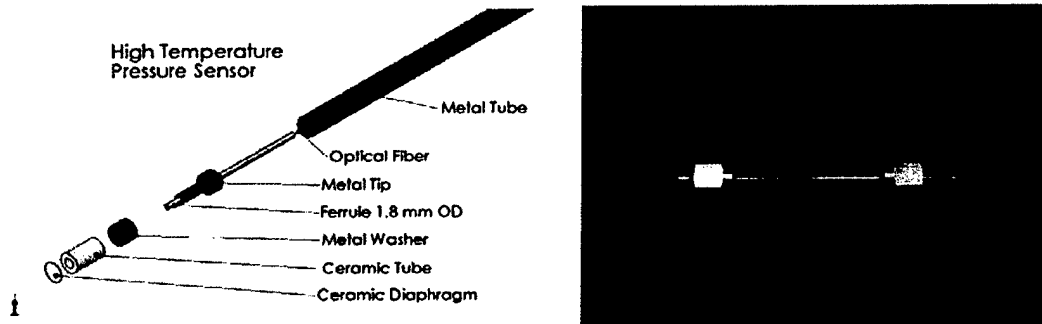 High Temperature
Pressure Sensor
Metal Tube
Optical Fiber
Metal Tip
Ferrule 1.8 mm OD
Metal Washer
Ceramic Tube
Ceramic Diaphragm